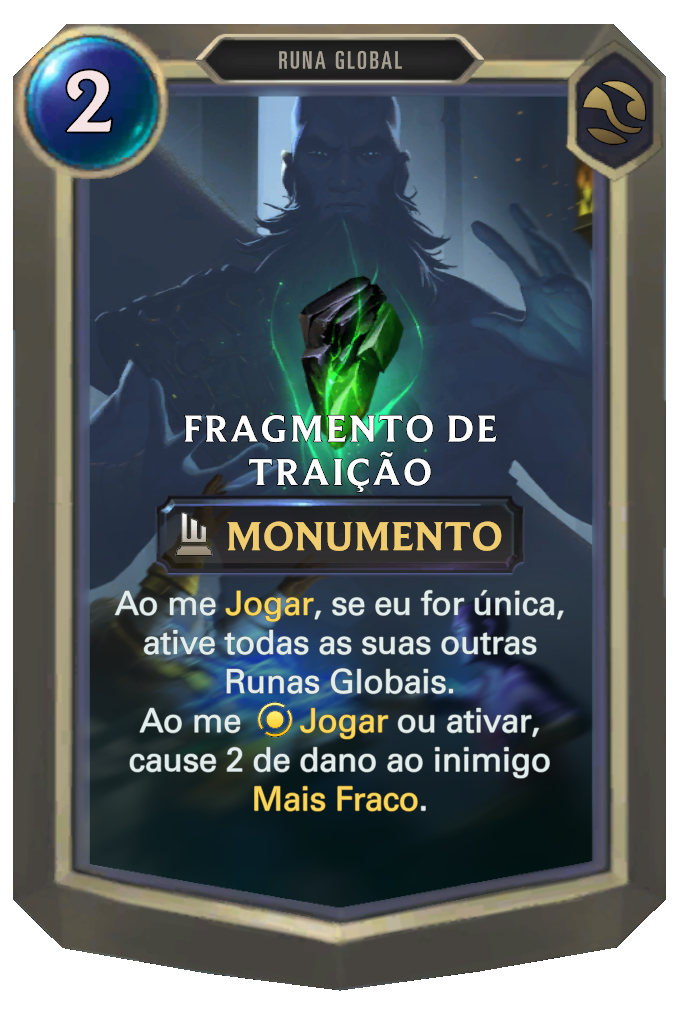 RUNA GLOBAL
2
FRAGMENTO DE
TRAIÇÃO
MONUMENTO
Ao me Jogar, se eu for única,
ative todas as suas outras
Runas Globais.
Ao me Jogar ou ativar,
cause 2 de dano ao inimigo
Mais Fraco.